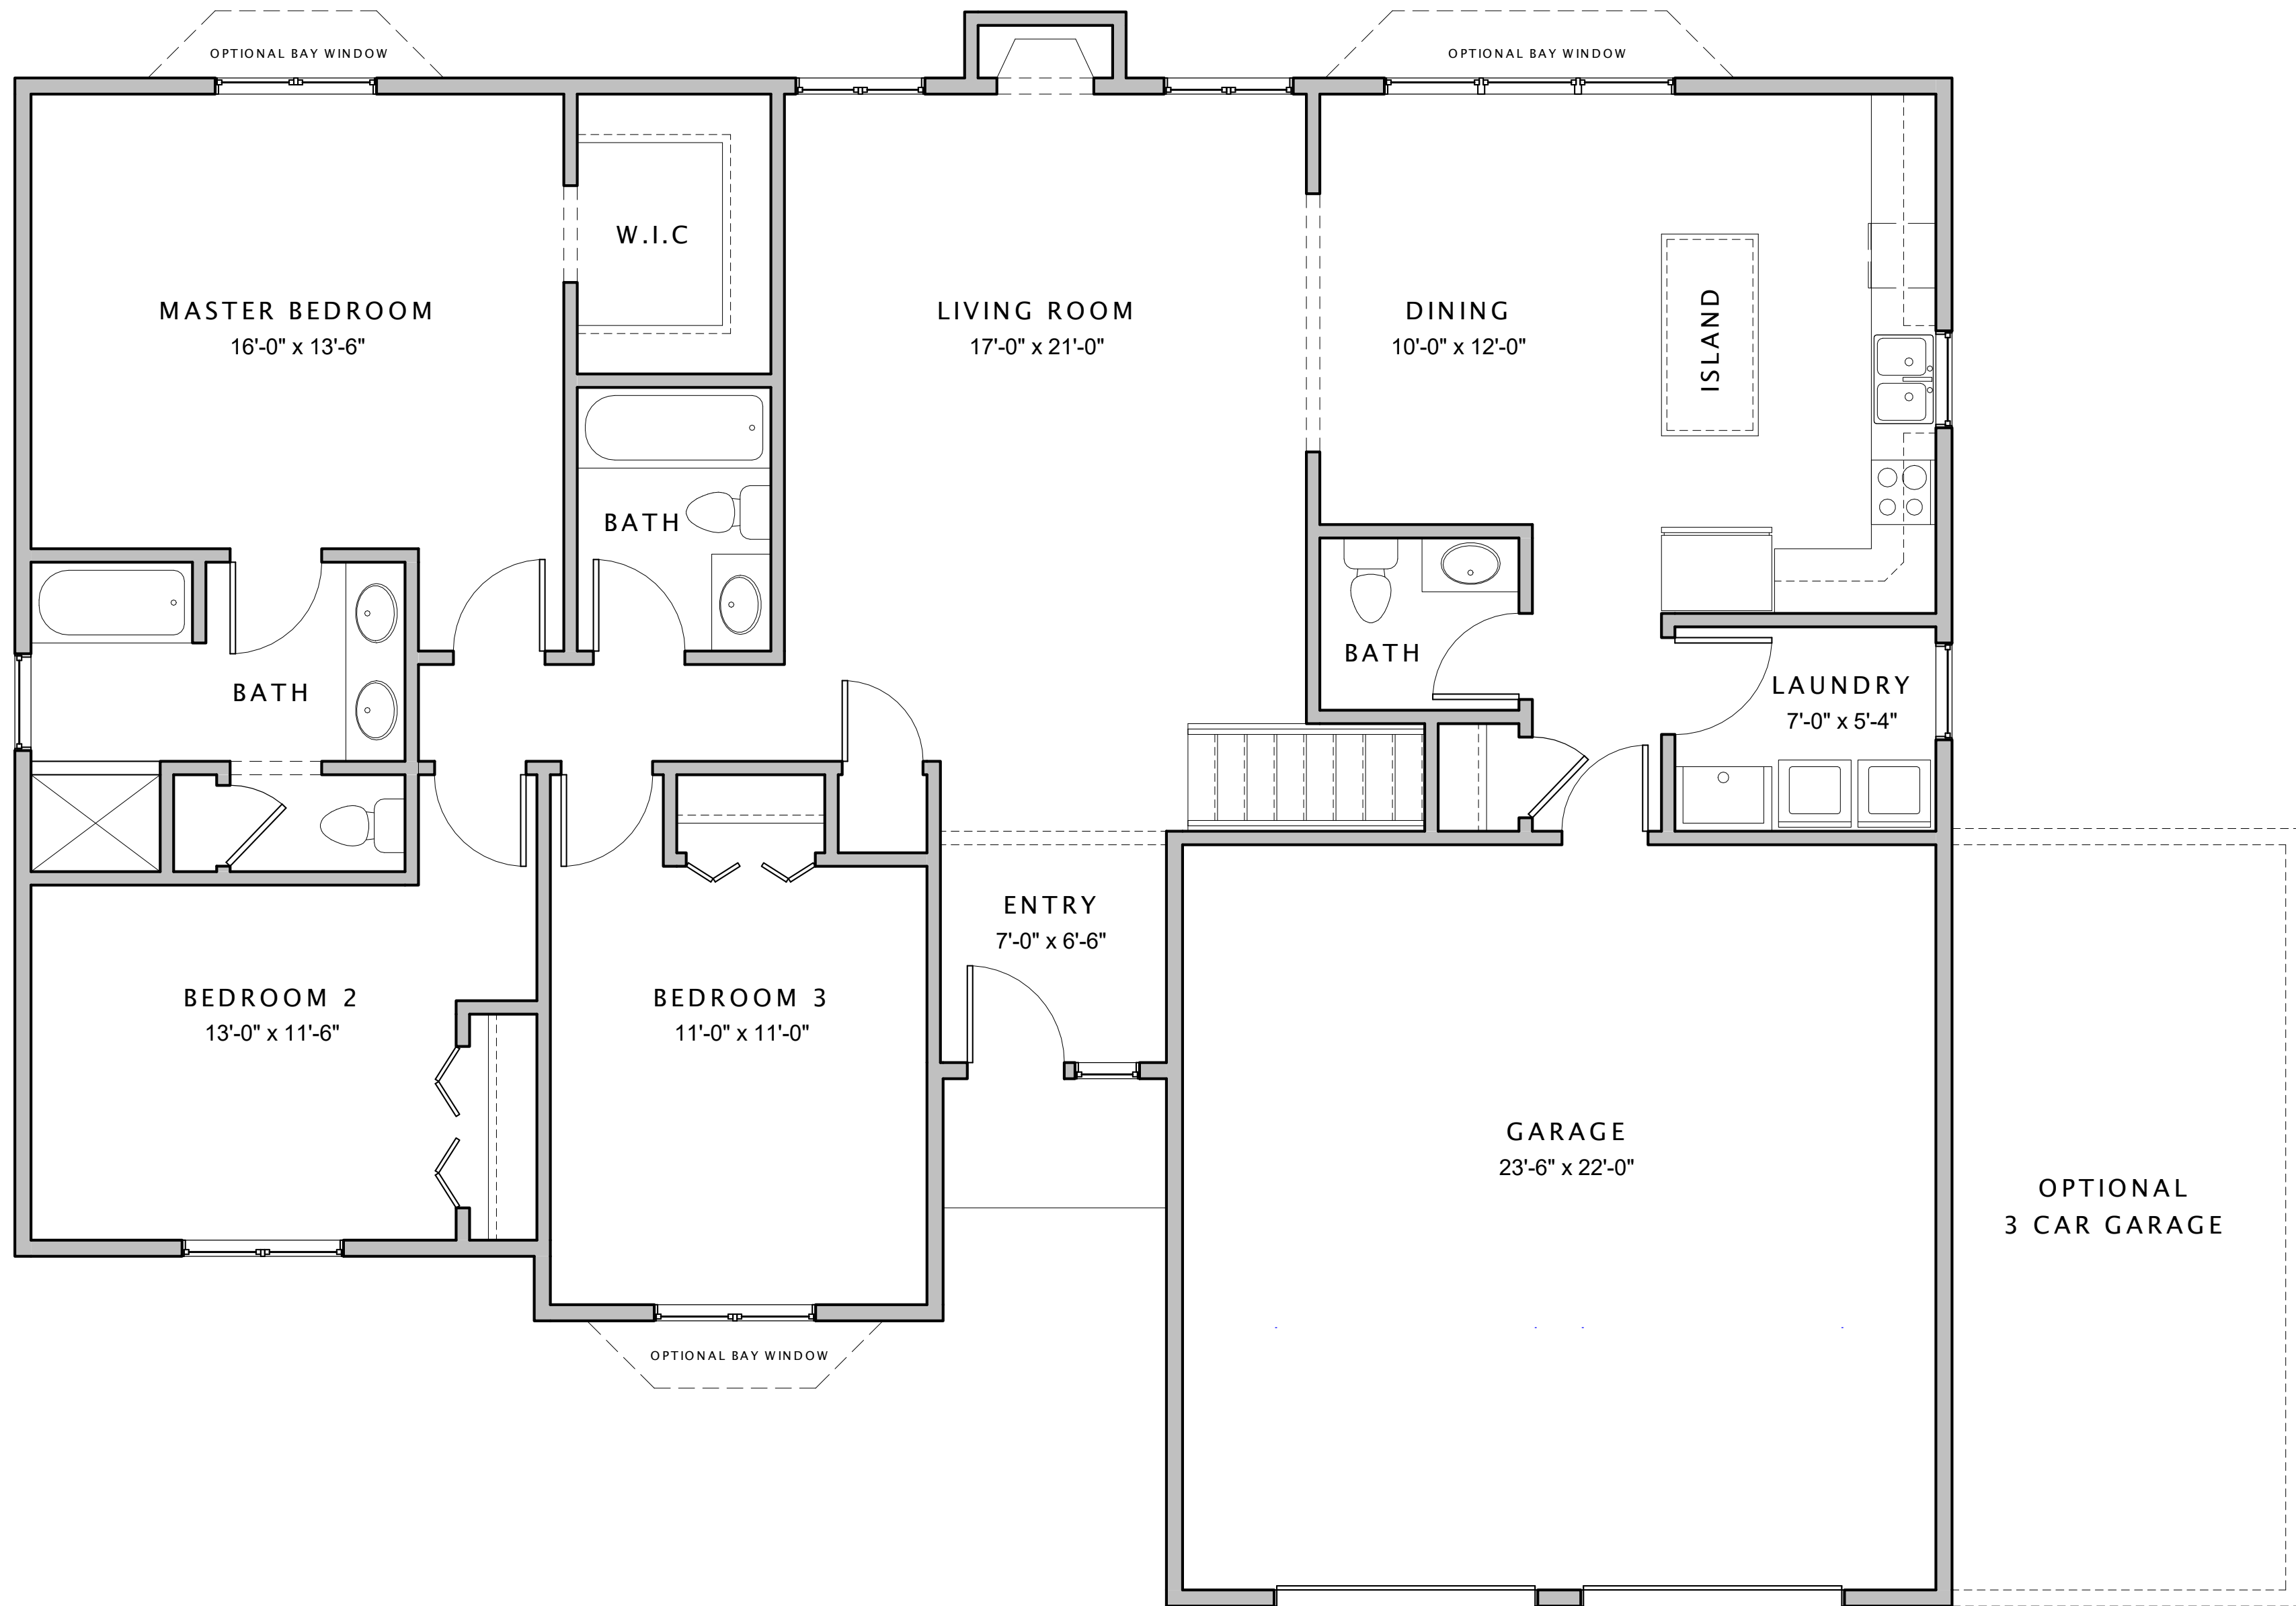 OPTIONAL BAY WINDOW
OPTIONAL BAY WINDOW
W.I.C
MASTER BEDROOM
16'-0" x 13'-6"
LIVING ROOM
17'-0" x 21'-0"
DINING
10'-0" x 12'-0"
ISLAND
BATH
BATH
BATH
LAUNDRY
7'-0" x 5'-4"
ENTRY
7'-0" x 6'-6"
BEDROOM 2
13'-0" x 11'-6"
BEDROOM 3
11'-0" x 11'-0"
GARAGE
23'-6" x 22'-0"
OPTIONAL
3 CAR GARAGE
OPTIONAL BAY WINDOW